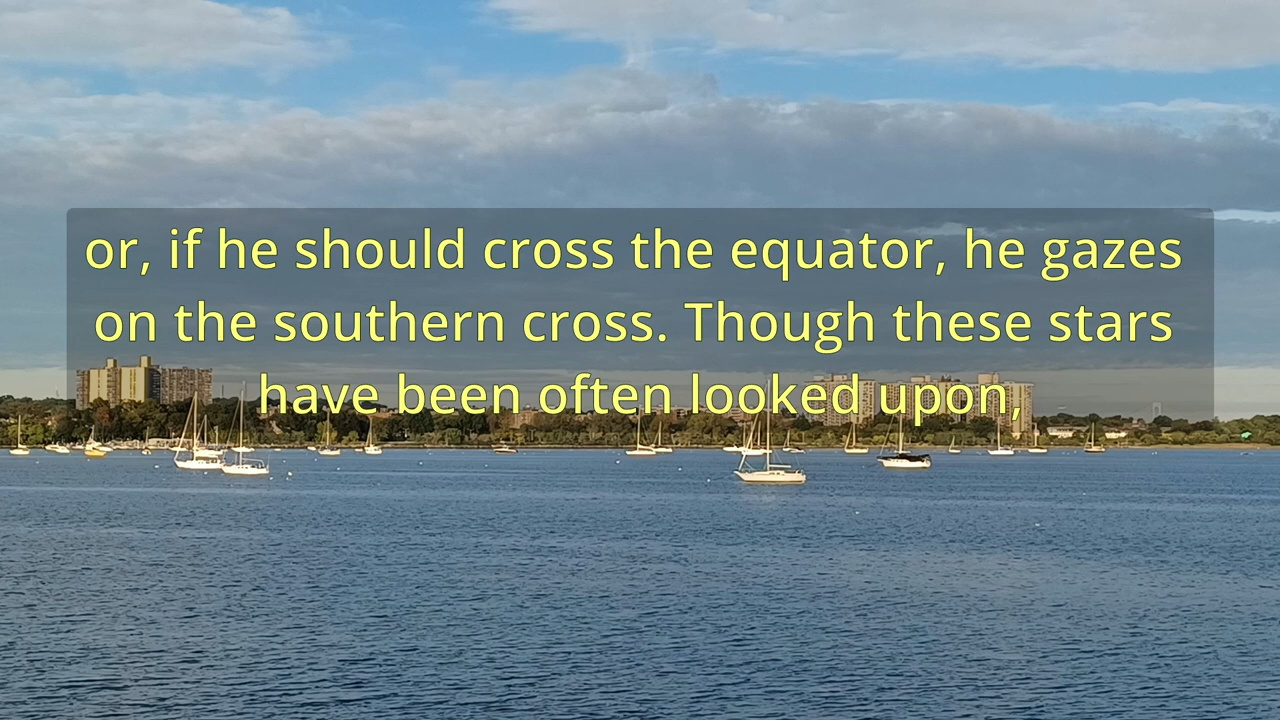 or, if he should cross the equator, he gazes
on the southern cross. Though these stars
have been often looked upon,